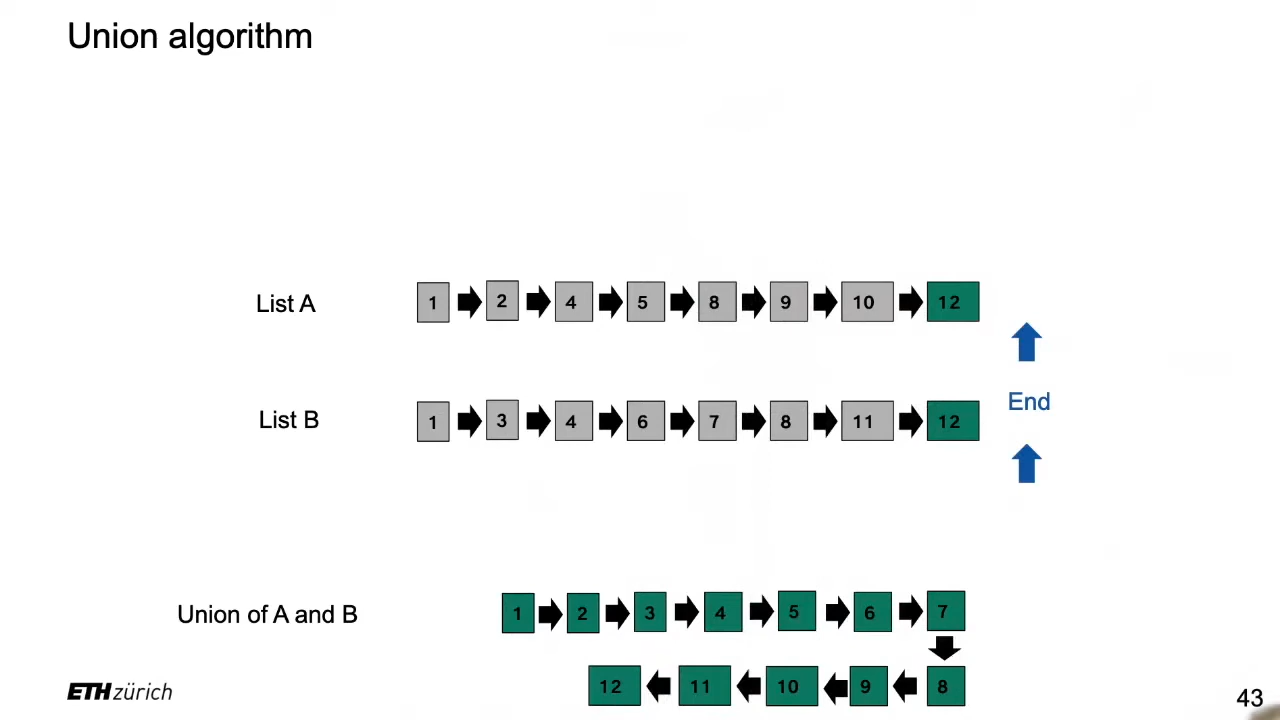 Union algorithm
List A 1 2 4 5 8 9 10 12
End
List B 1 3 4 6 7 8 11 12
Union of A and B 1 2 3 4 5 6 7
12 11 10 9 8
ETH zürich
43